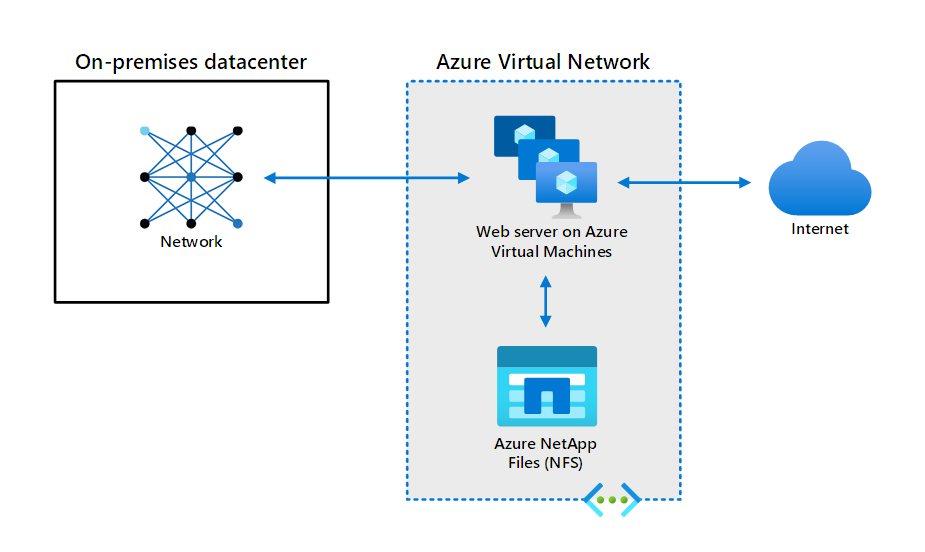 On-premises datacenter
Azure Virtual Network
Network
Web server on Azure
Virtual Machines
Internet
Azure NetApp
Files (NFS)